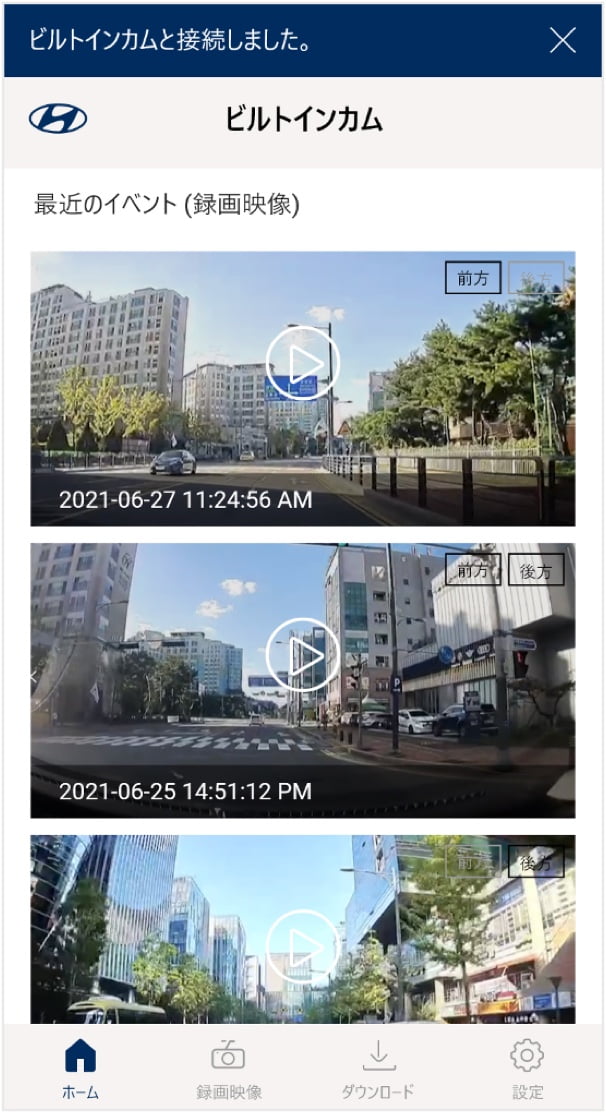 ビルトインカムと接続しました。
ビルトインカム
最近のイベント (録画映像)
前方 後方
2021-06-27 11:24:56 AM
前方 後方
2021-06-25 14:51:12 PM
前方 後方
ホーム 録画映像 ダウンロード 設定